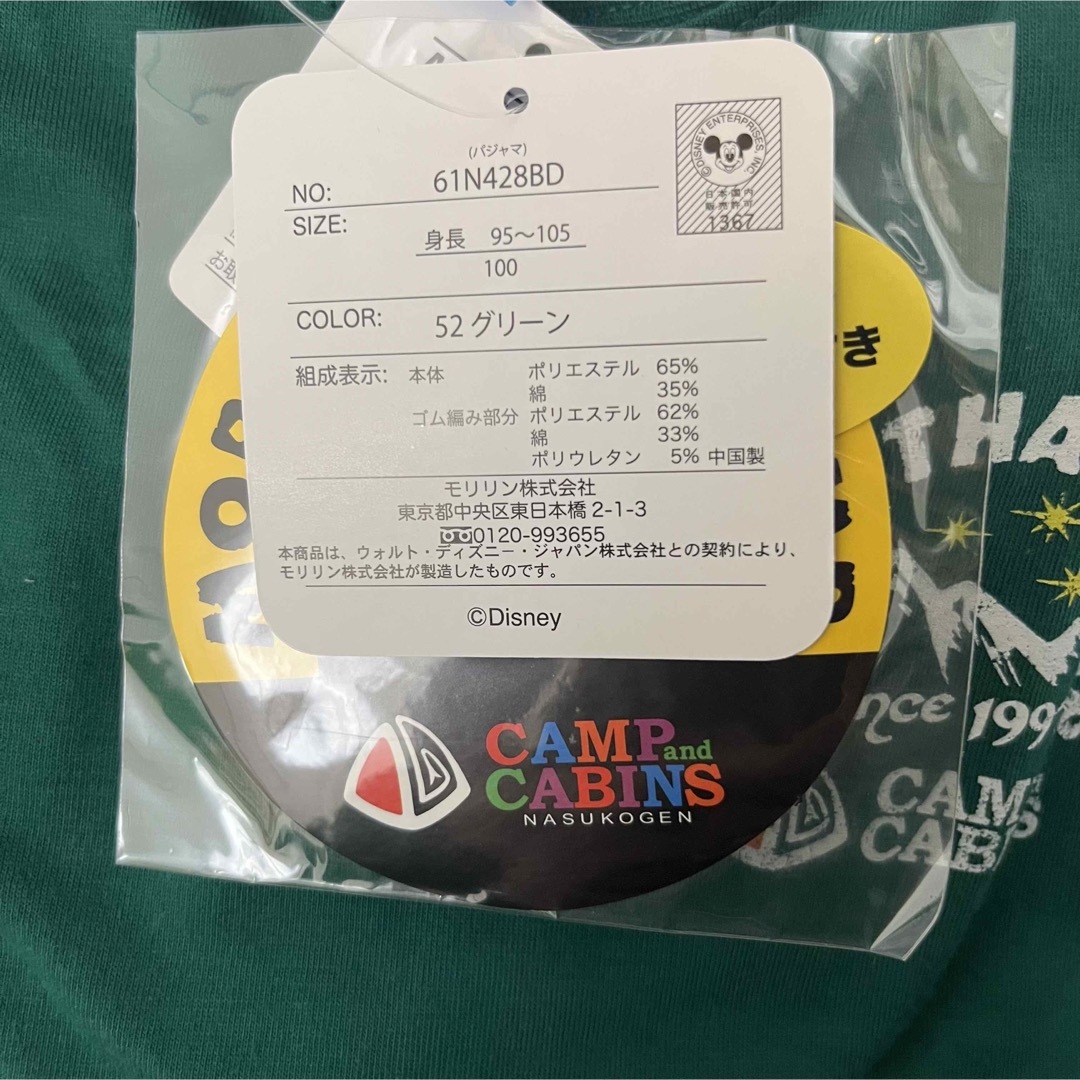 (パジャマ)
NO: 61N428BD
SIZE:
身長 95〜105
100
COLOR: 52 グリーン
組成表示: 本体 ポリエステル 65%
綿 35%
ゴム編み部分 ポリエステル 62%
綿 33%
ポリウレタン 5% 中国製
モリリン株式会社
東京都中央区東日本橋 2-1-3
0120-993655
本商品は、ウォルト・ディズニー・ジャパン株式会社との契約により、
モリリン株式会社が製造したものです。
©Disney
©DISNEY ENTERPRISES, INC.
日本国内
販売許可
1367
き
CAMP and
CABINS
NASUKOGEN
THA
nce 1996
CAMP
CAB